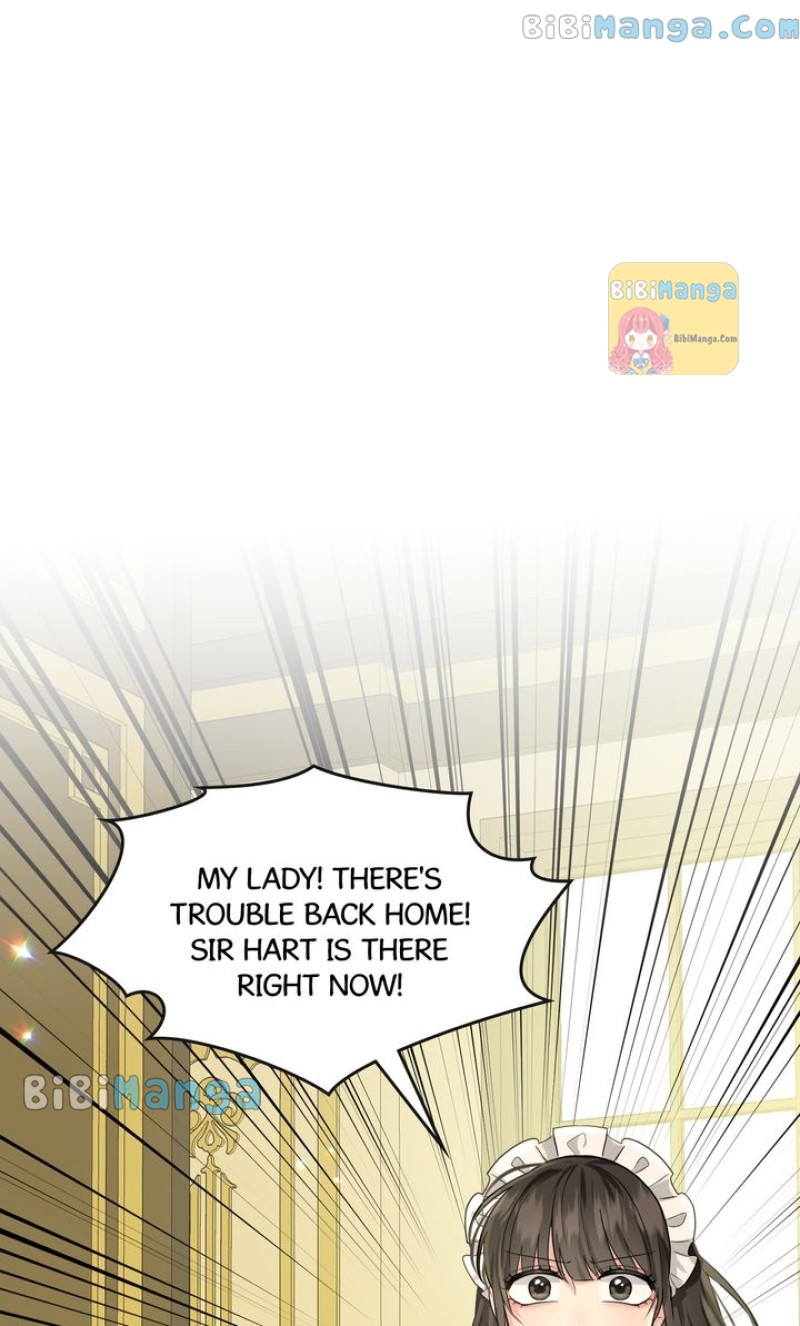 BiBiManga.Com
BiBiManga
BibiManga.Com
MY LADY! THERE'S
TROUBLE BACK HOME!
SIR HART IS THERE
RIGHT NOW!
BiBiManga